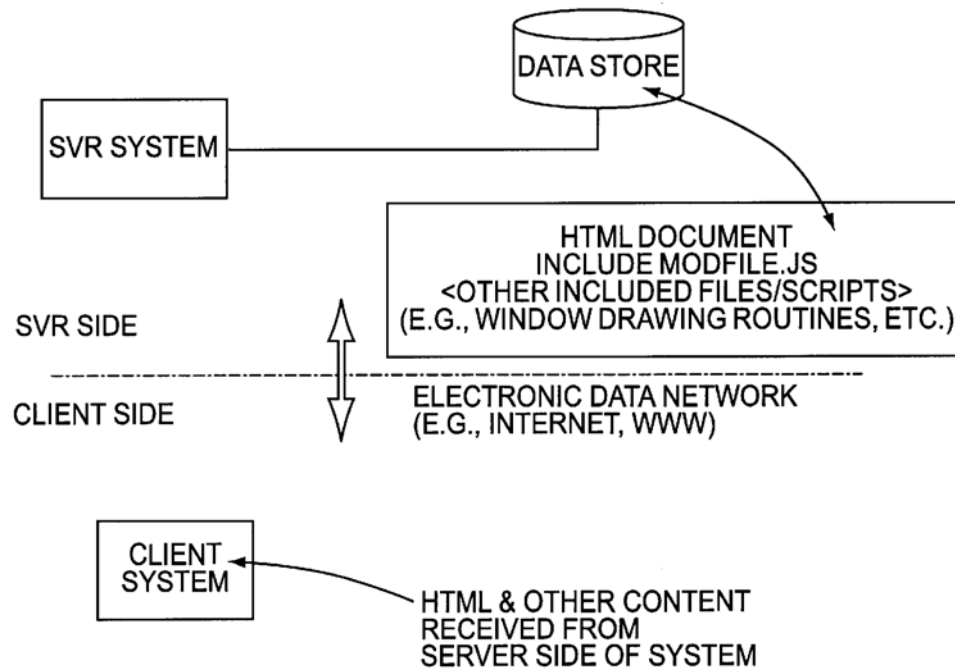 DATA STORE
SVR SYSTEM
HTML DOCUMENT
INCLUDE MODFILE.JS
<OTHER INCLUDED FILES/SCRIPTS>
(E.G., WINDOW DRAWING ROUTINES, ETC.)
SVR SIDE
CLIENT SIDE
ELECTRONIC DATA NETWORK
(E.G., INTERNET, WWW)
CLIENT
SYSTEM
HTML & OTHER CONTENT
RECEIVED FROM
SERVER SIDE OF SYSTEM